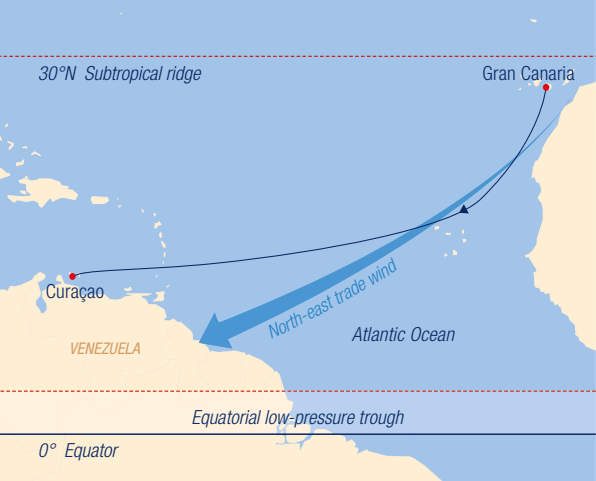 30°N Subtropical ridge
Gran Canaria
Curaçao
North-east trade wind
VENEZUELA
Atlantic Ocean
Equatorial low-pressure trough
0° Equator